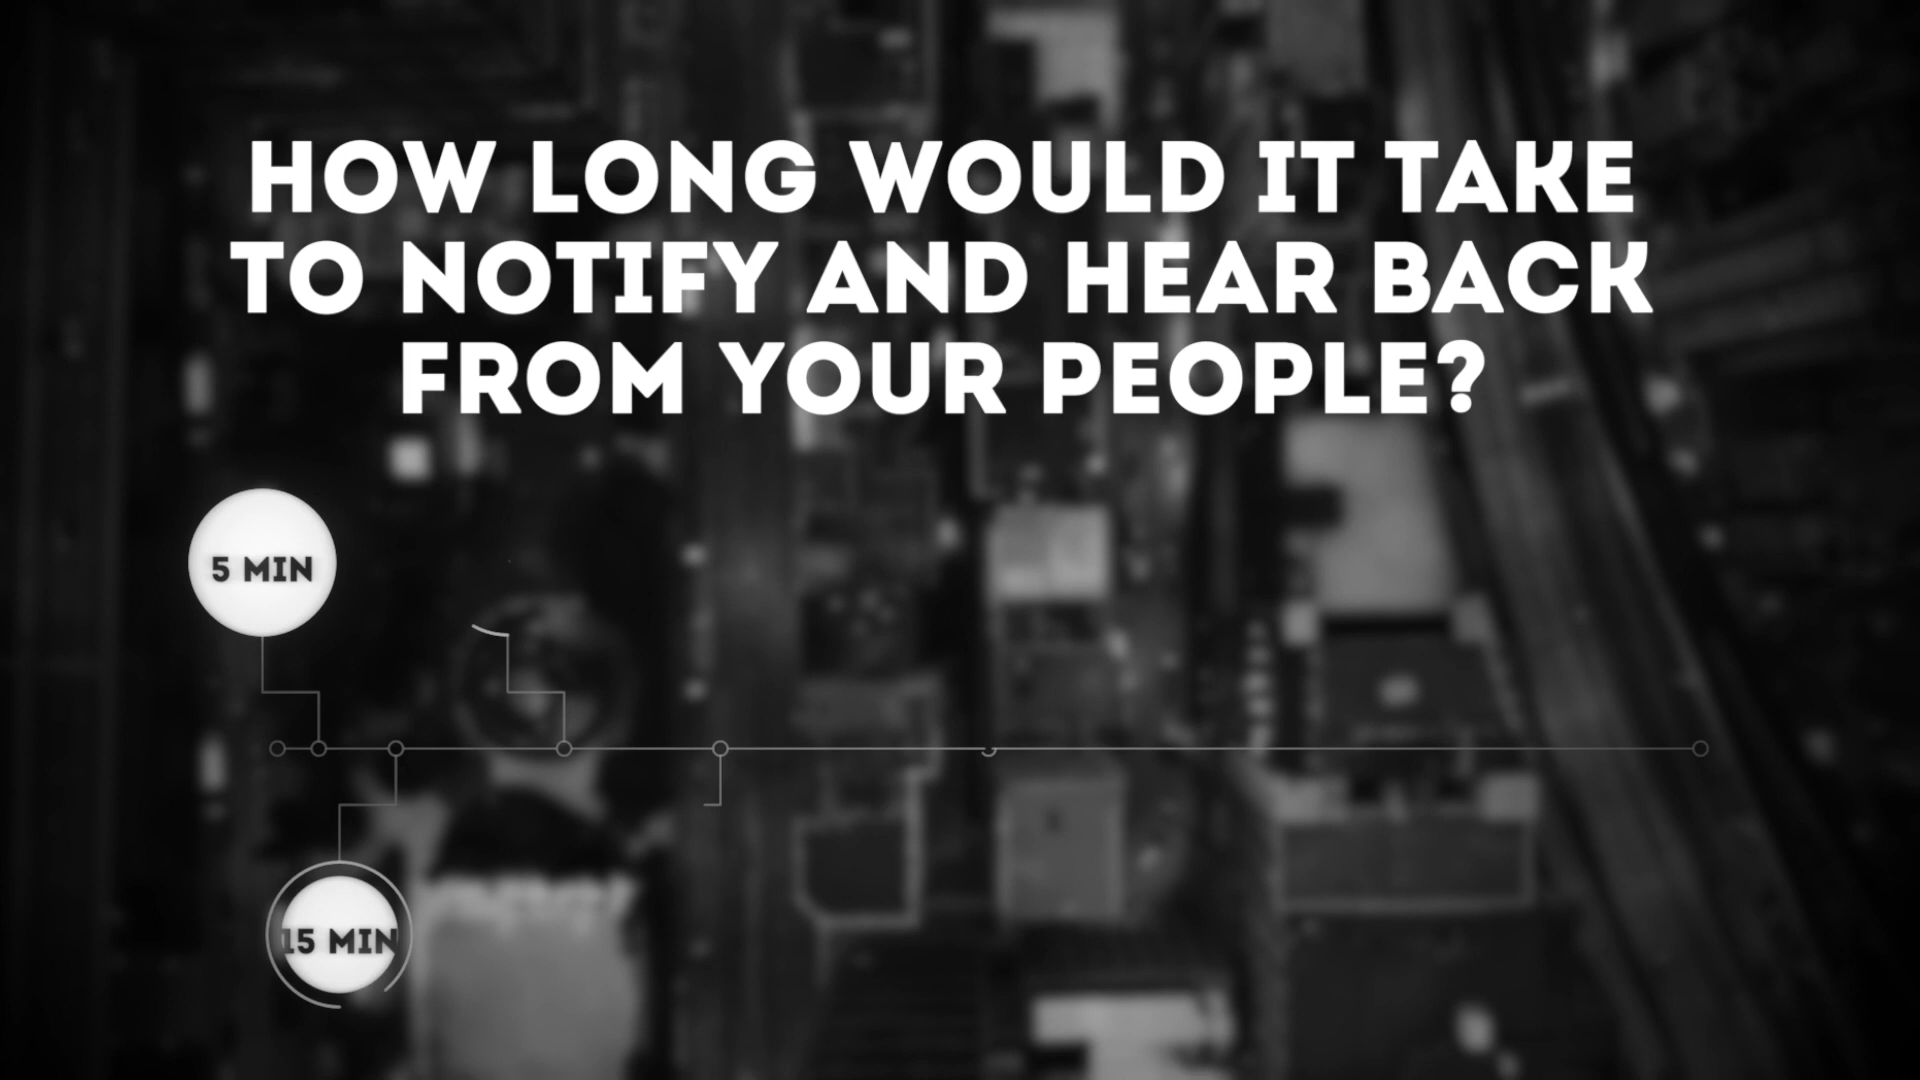 HOW LONG WOULD IT TAKE
TO NOTIFY AND HEAR BACK
FROM YOUR PEOPLE?
5 MIN
15 MIN